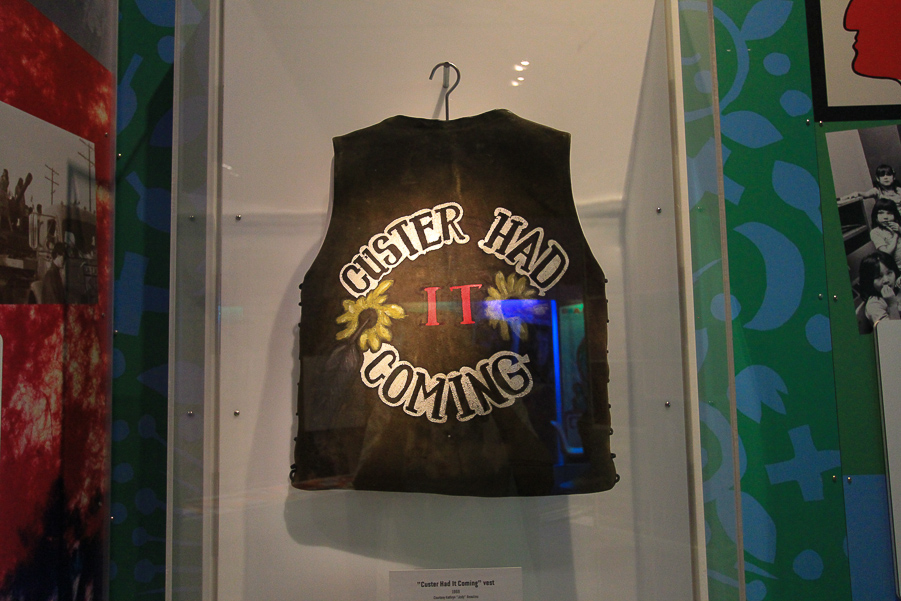 CUSTER HAD
IT
COMING
"Custer Had It Coming" vest